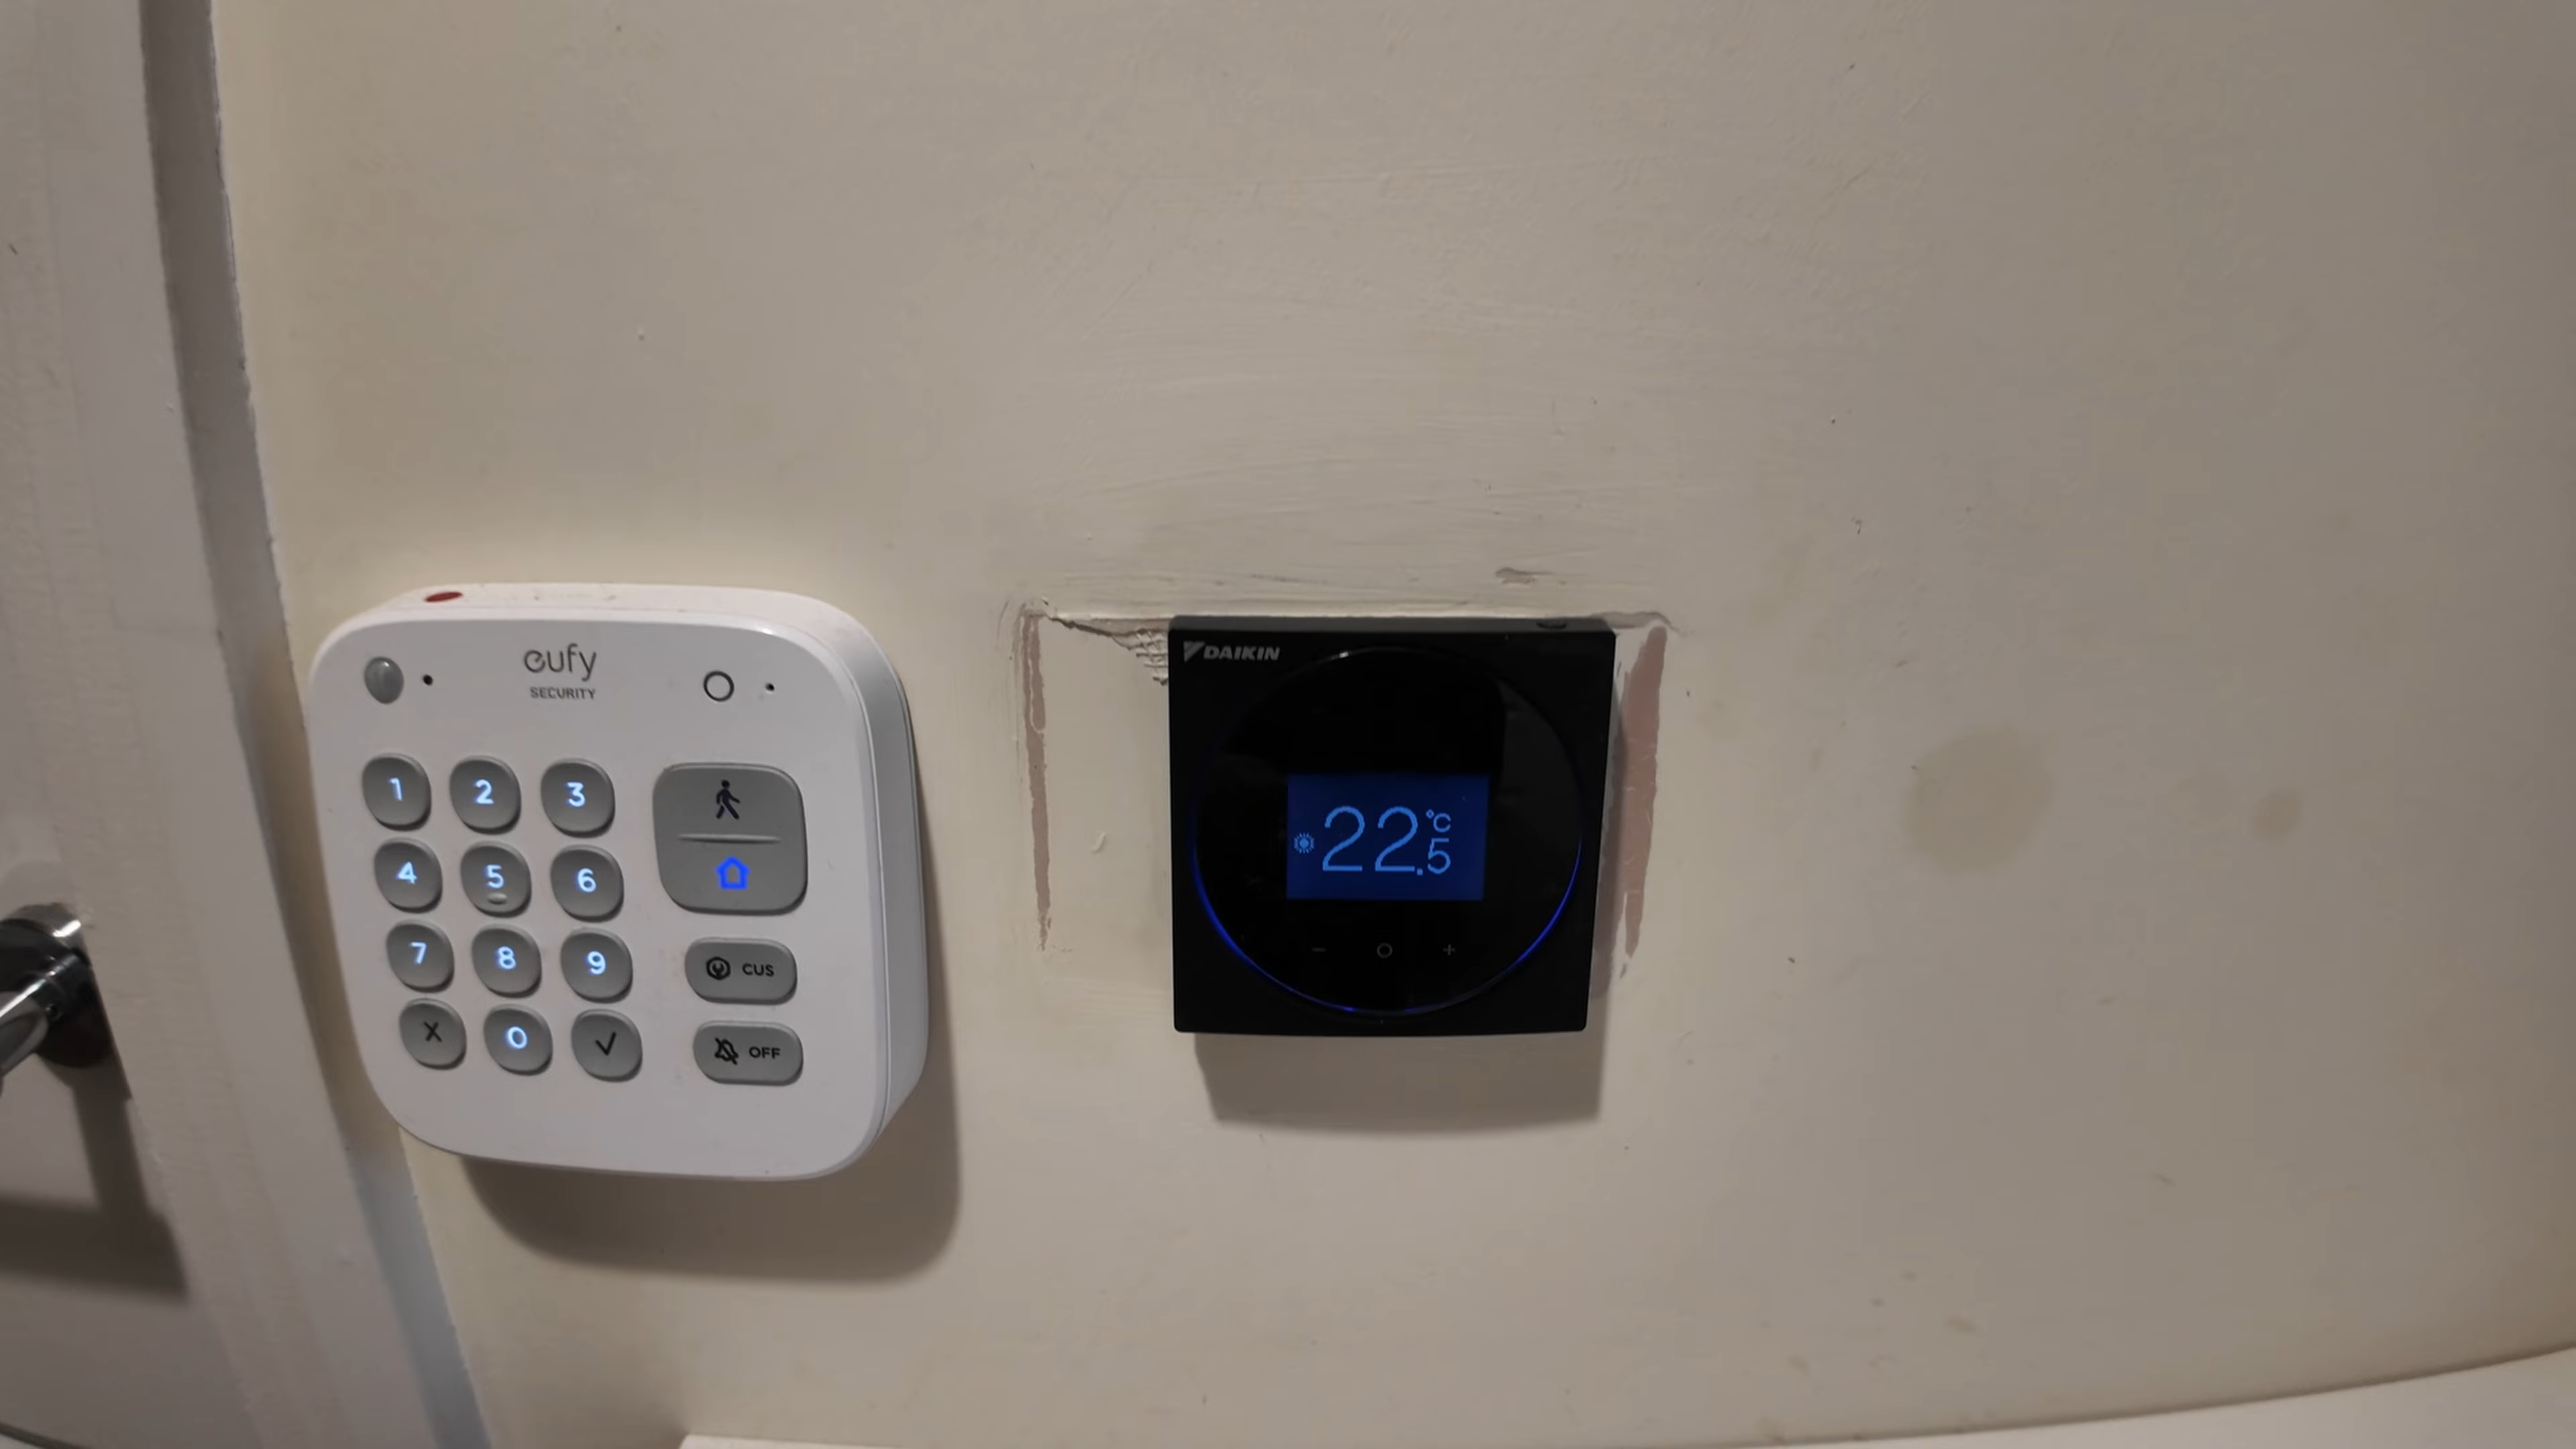 eufy
SECURITY
1 2 3
4 5 6
7 8 9
CUS
X 0
OFF
DAIKIN
22.5 °C
- +